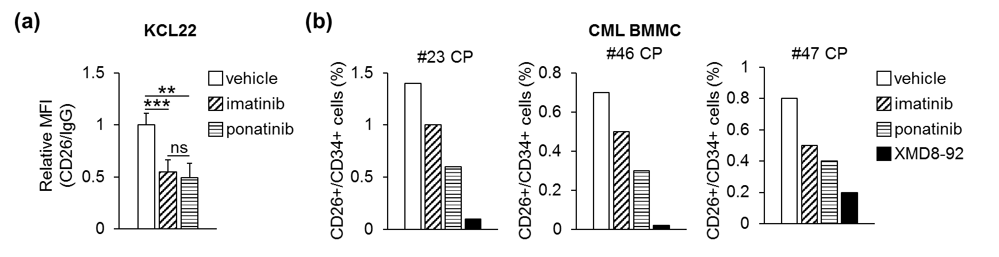 (a)
KCL22
Relative MFI
(CD26/IgG)
1.5
1
0.5
0
**
***
ns
vehicle
imatinib
ponatinib
(b)
CML BMMC
#23 CP
CD26+/CD34+ cells (%)
1.5
1
0.5
0
#46 CP
CD26+/CD34+ cells (%)
0.8
0.6
0.4
0.2
0
#47 CP
CD26+/CD34+ cells (%)
1
0.8
0.6
0.4
0.2
0
vehicle
imatinib
ponatinib
XMD8-92